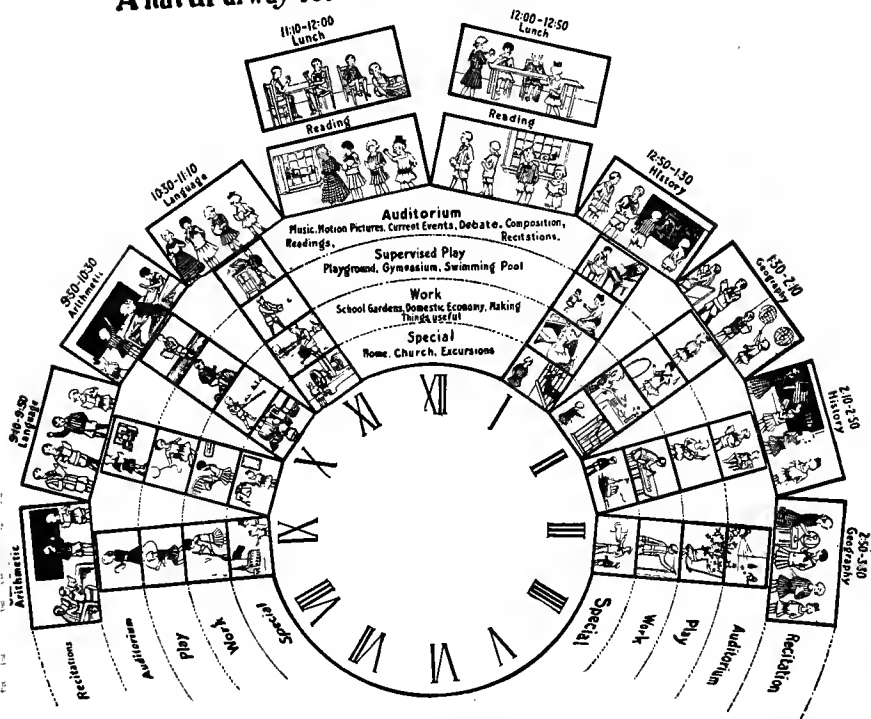 A natural way
11:10-12:00
Lunch
12:00-12:50
Lunch
Reading
Reading
10:30-11:10
Language
12:50-1:30
History
9:50-10:30
Arithmetic
1:30-2:10
Geography
9:10-9:50
Language
2:10-2:50
History
Arithmetic
2:50-3:30
Geography
Auditorium
Music, Motion Pictures, Current Events, Debate, Composition,
Readings, Recitations.
Supervised Play
Playground, Gymnasium, Swimming Pool
Work
School Gardens, Domestic Economy, Making
Things useful
Special
Home, Church, Excursions
XII
I
II
III
IIII
V
VI
VII
VIII
IX
X
XI
Recitations
Auditorium
Play
Work
Special
Special
Work
Play
Auditorium
Recitation